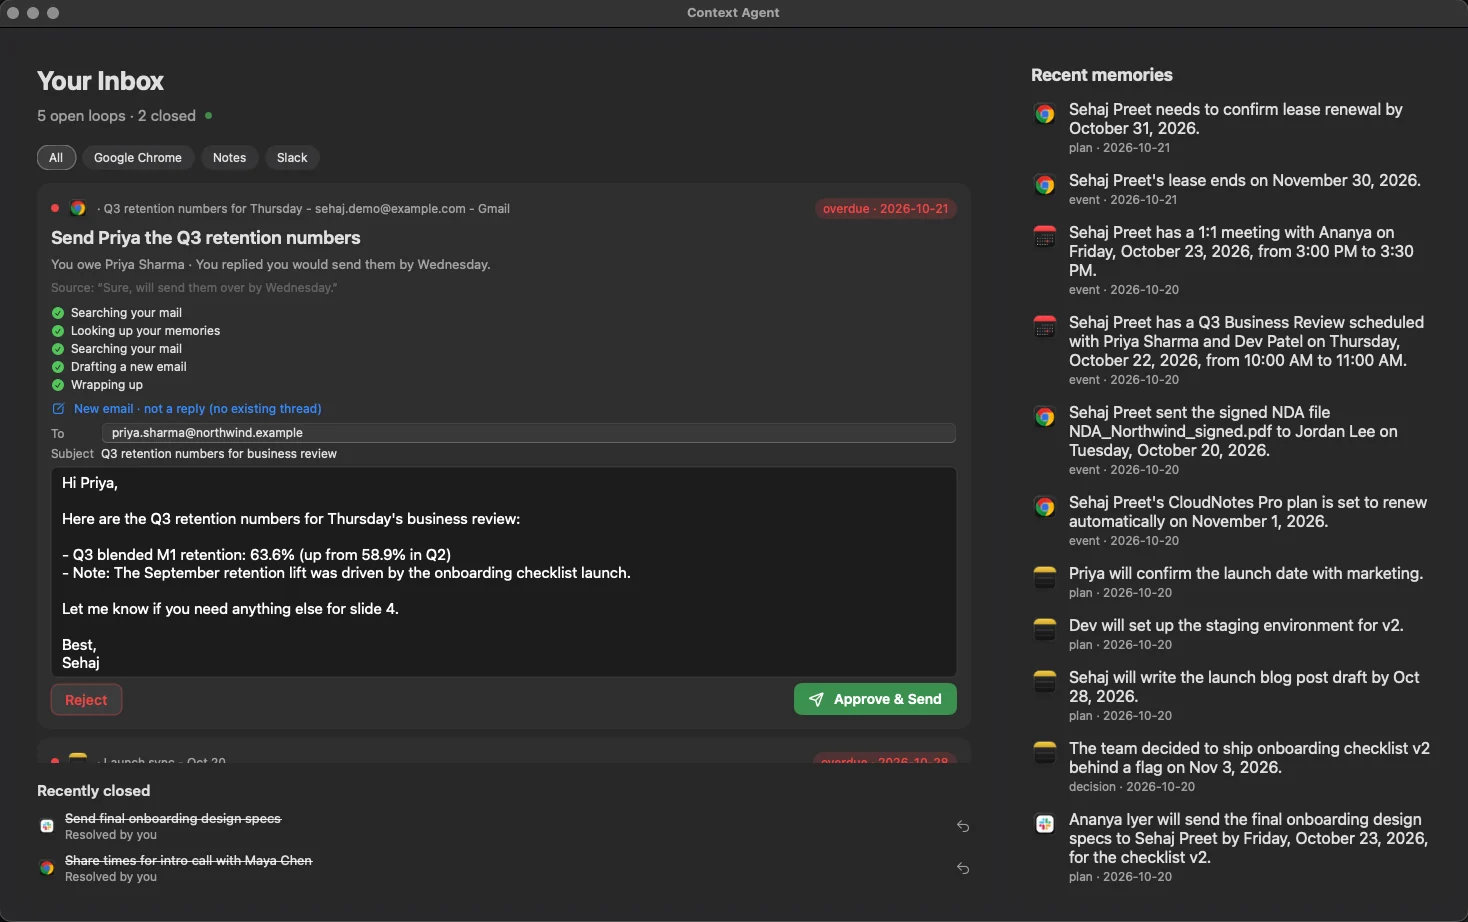 Context Agent
Your Inbox
5 open loops · 2 closed
All
Google Chrome
Notes
Slack
· Q3 retention numbers for Thursday - sehaj.demo@example.com - Gmail
overdue · 2026-10-21
Send Priya the Q3 retention numbers
You owe Priya Sharma · You replied you would send them by Wednesday.
Source: “Sure, will send them over by Wednesday.”
Searching your mail
Looking up your memories
Searching your mail
Drafting a new email
Wrapping up
New email · not a reply (no existing thread)
To priya.sharma@northwind.example
Subject Q3 retention numbers for business review
Hi Priya,
Here are the Q3 retention numbers for Thursday's business review:
- Q3 blended M1 retention: 63.6% (up from 58.9% in Q2)
- Note: The September retention lift was driven by the onboarding checklist launch.
Let me know if you need anything else for slide 4.
Best,
Sehaj
Reject
Approve & Send
· Launch sync - Oct 20
overdue · 2026-10-28
Recently closed
Send final onboarding design specs
Resolved by you
Share times for intro call with Maya Chen
Resolved by you
Recent memories
Sehaj Preet needs to confirm lease renewal by
October 31, 2026.
plan · 2026-10-21
Sehaj Preet's lease ends on November 30, 2026.
event · 2026-10-21
Sehaj Preet has a 1:1 meeting with Ananya on
Friday, October 23, 2026, from 3:00 PM to 3:30
PM.
event · 2026-10-20
Sehaj Preet has a Q3 Business Review scheduled
with Priya Sharma and Dev Patel on Thursday,
October 22, 2026, from 10:00 AM to 11:00 AM.
event · 2026-10-20
Sehaj Preet sent the signed NDA file
NDA_Northwind_signed.pdf to Jordan Lee on
Tuesday, October 20, 2026.
event · 2026-10-20
Sehaj Preet's CloudNotes Pro plan is set to renew
automatically on November 1, 2026.
event · 2026-10-20
Priya will confirm the launch date with marketing.
plan · 2026-10-20
Dev will set up the staging environment for v2.
plan · 2026-10-20
Sehaj will write the launch blog post draft by Oct
28, 2026.
plan · 2026-10-20
The team decided to ship onboarding checklist v2
behind a flag on Nov 3, 2026.
decision · 2026-10-20
Ananya Iyer will send the final onboarding design
specs to Sehaj Preet by Friday, October 23, 2026,
for the checklist v2.
plan · 2026-10-20